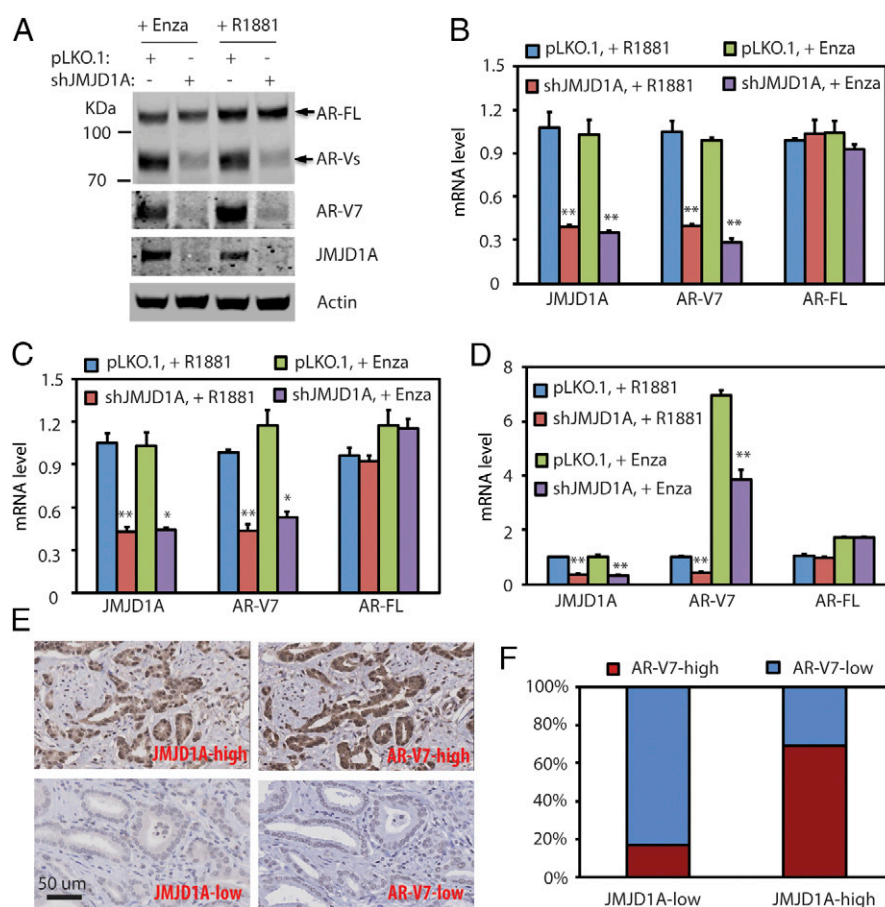 A
+ Enza + R1881
pLKO.1: + - + -
shJMJD1A: - + - +
KDa
100
70
AR-FL
AR-Vs
AR-V7
JMJD1A
Actin
B
pLKO.1, + R1881 pLKO.1, + Enza
shJMJD1A, + R1881 shJMJD1A, + Enza
mRNA level
1.5
1.2
0.9
0.6
0.3
0
** ** ** **
JMJD1A AR-V7 AR-FL
C
pLKO.1, + R1881 pLKO.1, + Enza
shJMJD1A, + R1881 shJMJD1A, + Enza
mRNA level
1.5
1.2
0.9
0.6
0.3
0
** * ** *
JMJD1A AR-V7 AR-FL
D
pLKO.1, + R1881
shJMJD1A, + R1881
pLKO.1, + Enza
shJMJD1A, + Enza
mRNA level
8
6
4
2
0
** ** ** **
JMJD1A AR-V7 AR-FL
E
JMJD1A-high AR-V7-high
JMJD1A-low AR-V7-low
50 um
F
AR-V7-high AR-V7-low
100%
80%
60%
40%
20%
0%
JMJD1A-low JMJD1A-high